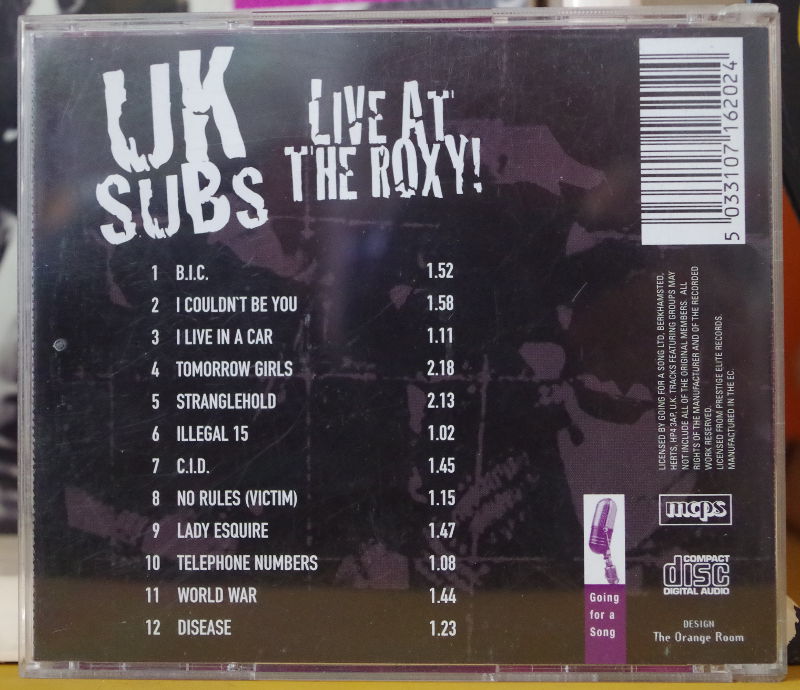 UK
SUBS
LIVE AT
THE ROXY!
1 B.I.C. 1.52
2 I COULDN'T BE YOU 1.58
3 I LIVE IN A CAR 1.11
4 TOMORROW GIRLS 2.18
5 STRANGLEHOLD 2.13
6 ILLEGAL 15 1.02
7 C.I.D. 1.45
8 NO RULES (VICTIM) 1.15
9 LADY ESQUIRE 1.47
10 TELEPHONE NUMBERS 1.08
11 WORLD WAR 1.44
12 DISEASE 1.23
5 033107 162024
LICENSED BY GOING FOR A SONG LTD, BERKHAMSTED,
HERTS, HP4 3AP, U.K. TRACKS FEATURING GROUPS MAY
NOT INCLUDE ALL OF THE ORIGINAL MEMBERS. ALL
RIGHTS OF THE MANUFACTURER AND OF THE RECORDED
WORK RESERVED.
LICENSED FROM PRESTIGE ELITE RECORDS.
MANUFACTURED IN THE EC.
mcps
COMPACT
disc
DIGITAL AUDIO
Going
for a
Song
DESIGN
The Orange Room